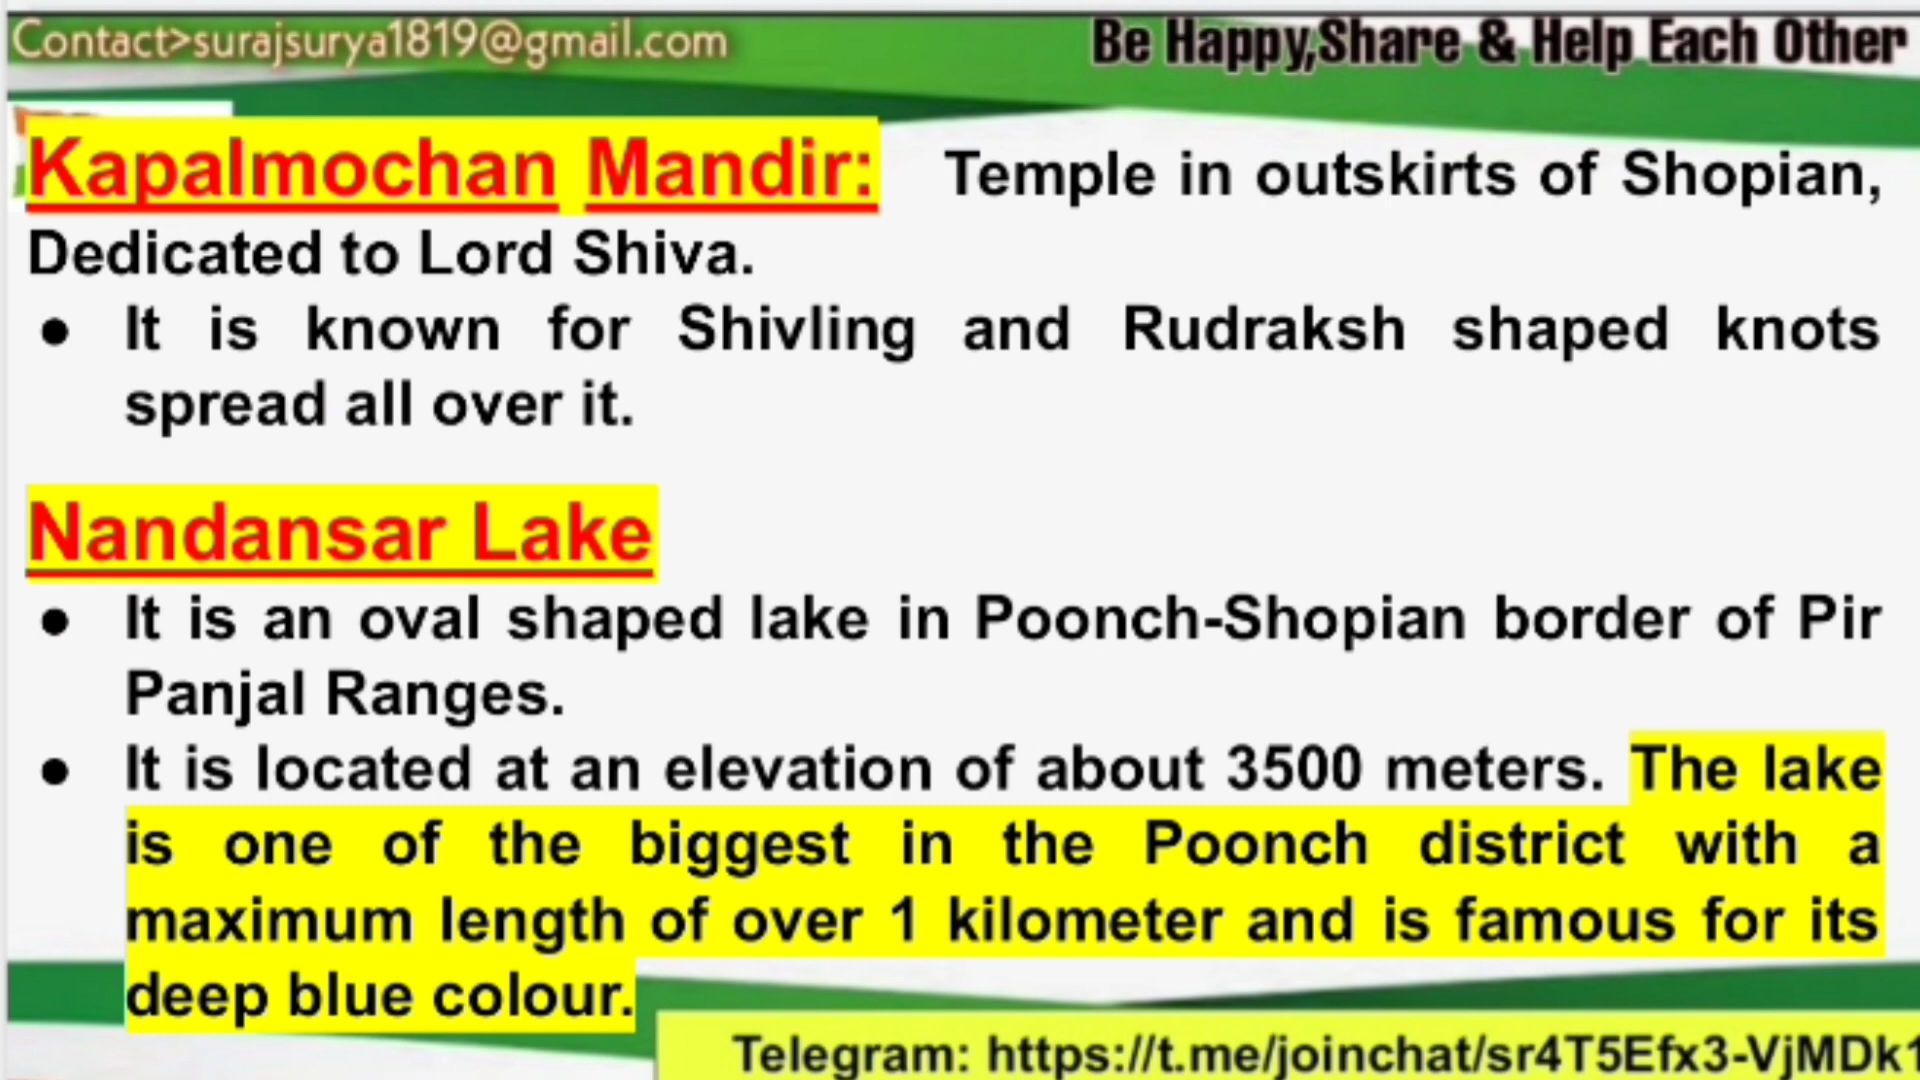 Contact>surajsurya1819@gmail.com
Be Happy,Share & Help Each Other
Kapalmochan Mandir: Temple in outskirts of Shopian,
Dedicated to Lord Shiva.
● It is known for Shivling and Rudraksh shaped knots
spread all over it.
Nandansar Lake
● It is an oval shaped lake in Poonch-Shopian border of Pir
Panjal Ranges.
● It is located at an elevation of about 3500 meters. The lake
is one of the biggest in the Poonch district with a
maximum length of over 1 kilometer and is famous for its
deep blue colour.
Telegram: https://t.me/joinchat/sr4T5Efx3-VjMDk1